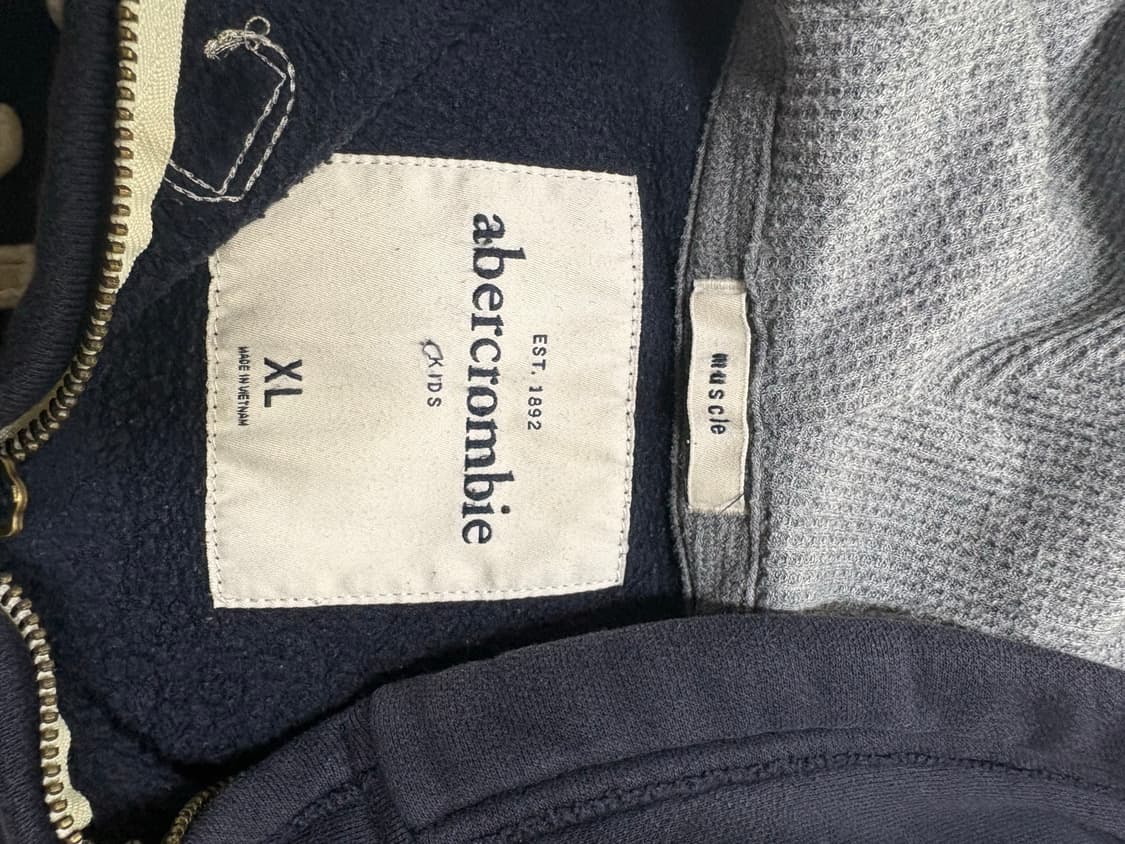 muscle
EST. 1892
abercrombie
KIDS
XL
MADE IN VIETNAM